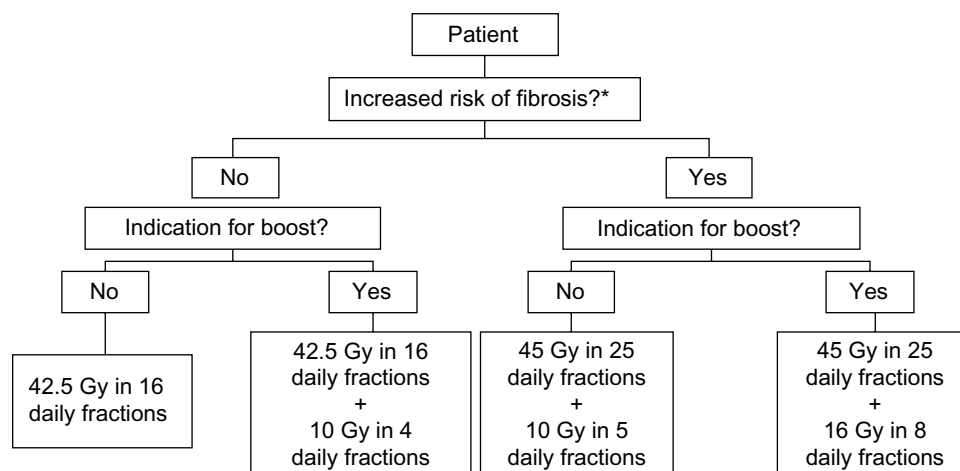 Patient
Increased risk of fibrosis?*
No
Yes
Indication for boost?
Indication for boost?
No
Yes
No
Yes
42.5 Gy in 16
daily fractions
42.5 Gy in 16
daily fractions
+
10 Gy in 4
daily fractions
45 Gy in 25
daily fractions
+
10 Gy in 5
daily fractions
45 Gy in 25
daily fractions
+
16 Gy in 8
daily fractions